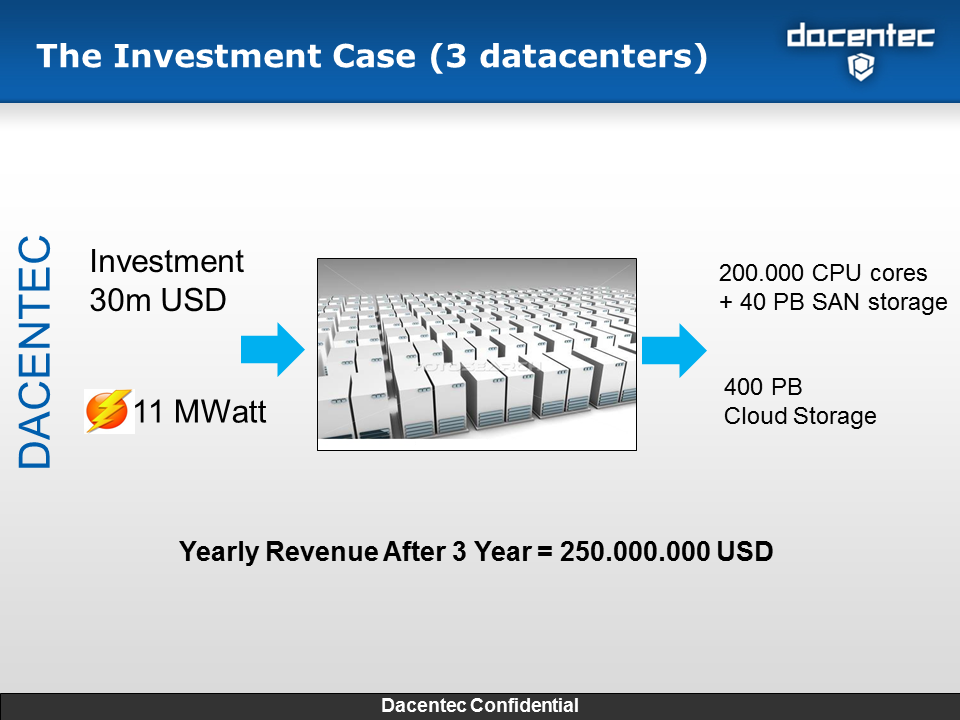 The Investment Case (3 datacenters)
dacentec
DACENTEC
Investment
30m USD
11 MWatt
FOTOSEARCH
200.000 CPU cores
+ 40 PB SAN storage
400 PB
Cloud Storage
Yearly Revenue After 3 Year = 250.000.000 USD
Dacentec Confidential